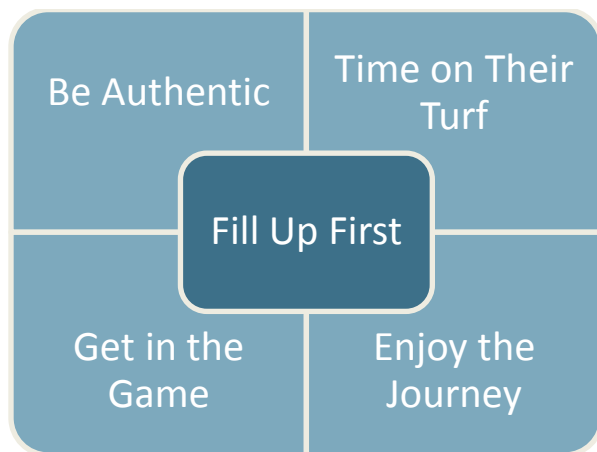 Be Authentic
Time on Their
Turf
Fill Up First
Get in the
Game
Enjoy the
Journey